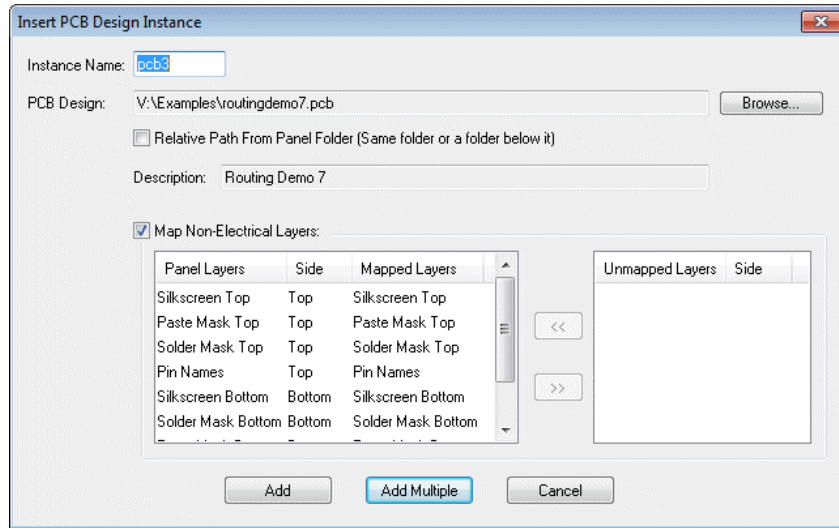 Insert PCB Design Instance
Instance Name: pcb3
PCB Design: V:\Examples\routingdemo7.pcb Browse...
Relative Path From Panel Folder (Same folder or a folder below it)
Description: Routing Demo 7
Map Non-Electrical Layers:
Panel Layers Side Mapped Layers Unmapped Layers Side
Silkscreen Top Top Silkscreen Top
Paste Mask Top Top Paste Mask Top
<<
Solder Mask Top Top Solder Mask Top
Pin Names Top Pin Names
>>
Silkscreen Bottom Bottom Silkscreen Bottom
Solder Mask Bottom Bottom Solder Mask Bottom
Add Add Multiple Cancel